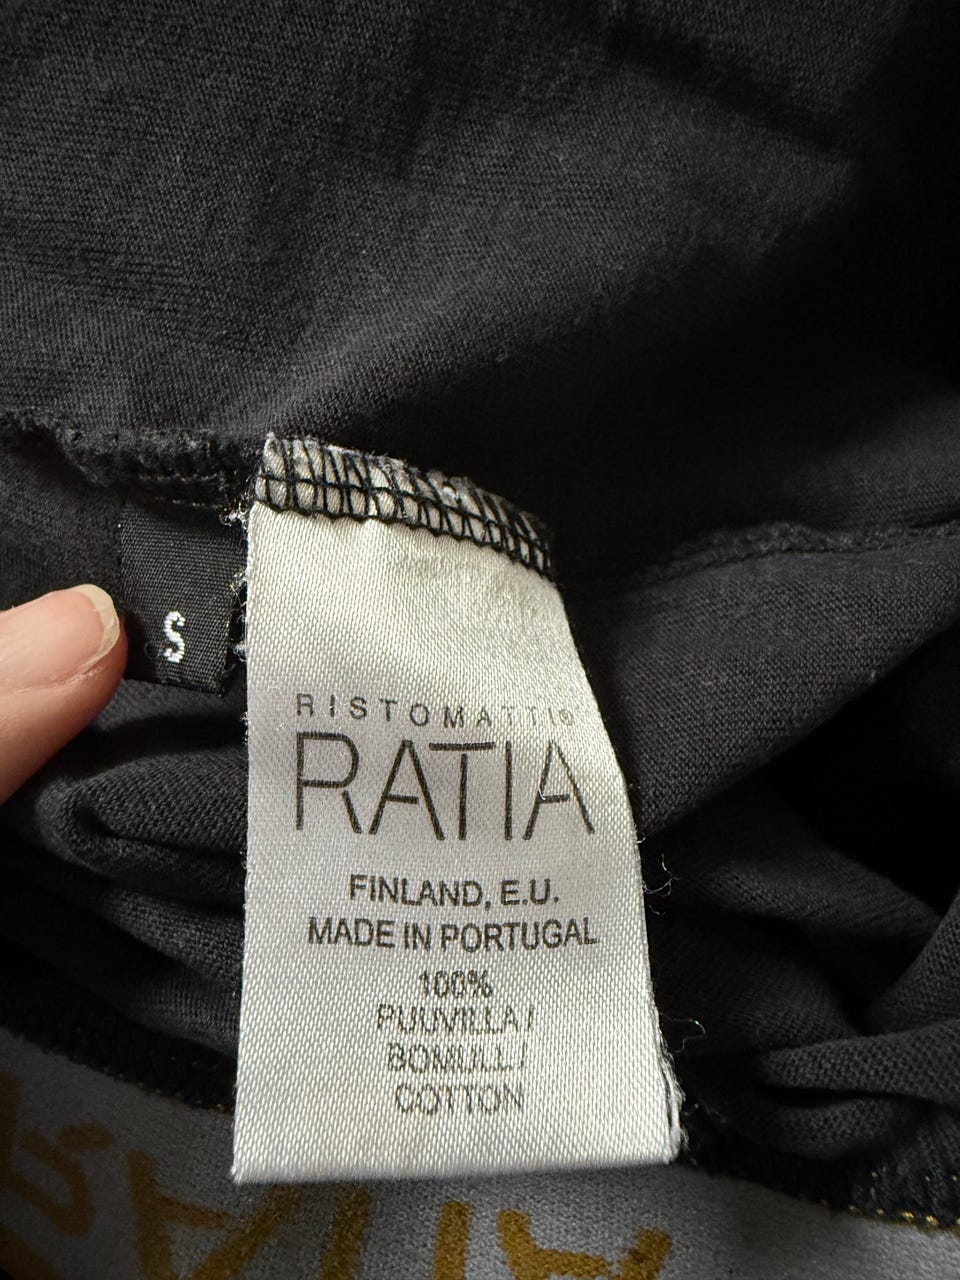 S
RISTOMATTI®
RATIA
FINLAND, E.U.
MADE IN PORTUGAL
100%
PUUVILLA /
BOMULL /
COTTON